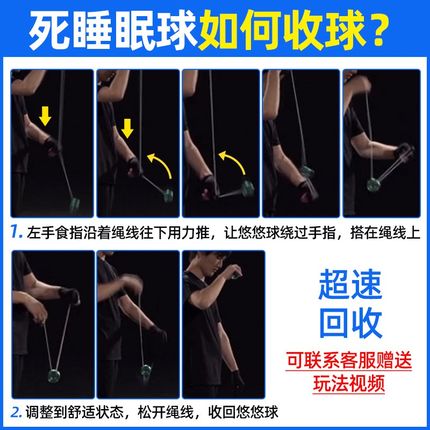 死睡眠球如何收球？
1. 左手食指沿着绳线往下用力推，让悠悠球绕过手指，搭在绳线上
超速
回收
可联系客服赠送
玩法视频
2. 调整到舒适状态，松开绳线，收回悠悠球